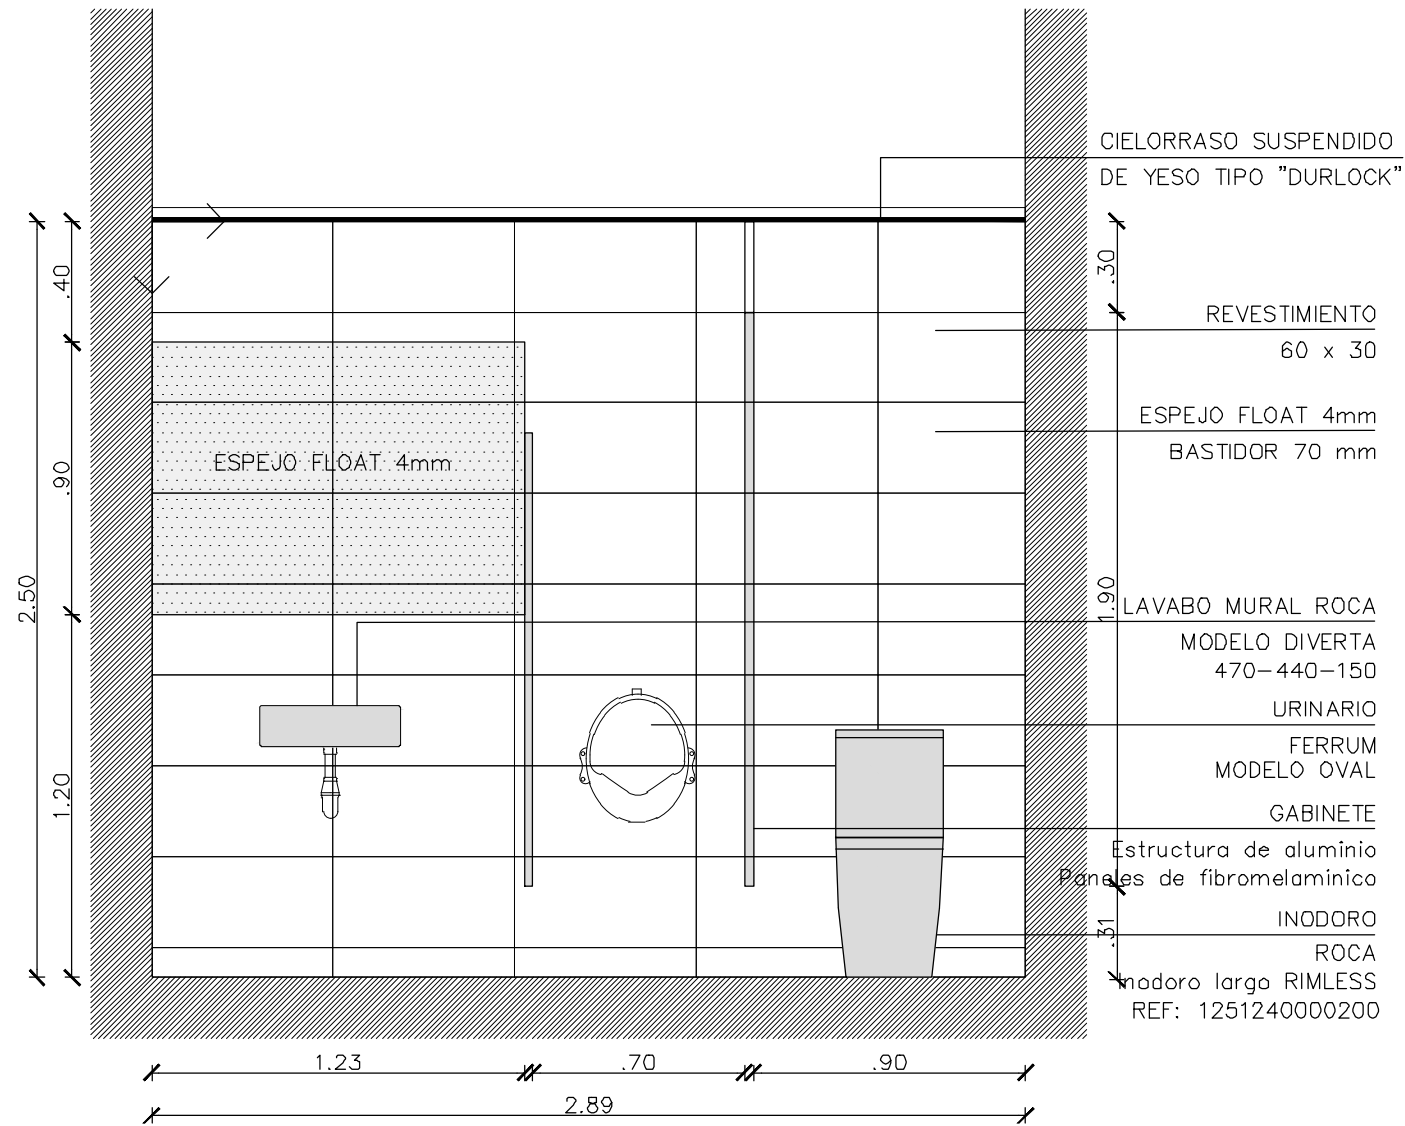 CIELORRASO SUSPENDIDO
DE YESO TIPO "DURLOCK"
.40
.30
REVESTIMIENTO
60 x 30
ESPEJO FLOAT 4mm
BASTIDOR 70 mm
ESPEJO FLOAT 4mm
.90
2.50
1.90
LAVABO MURAL ROCA
MODELO DIVERTA
470-440-150
URINARIO
FERRUM
MODELO OVAL
1.20
GABINETE
Estructura de aluminio
Paneles de fibromelaminico
.31
INODORO
ROCA
Inodoro largo RIMLESS
REF: 1251240000200
1.23
.70
.90
2.89